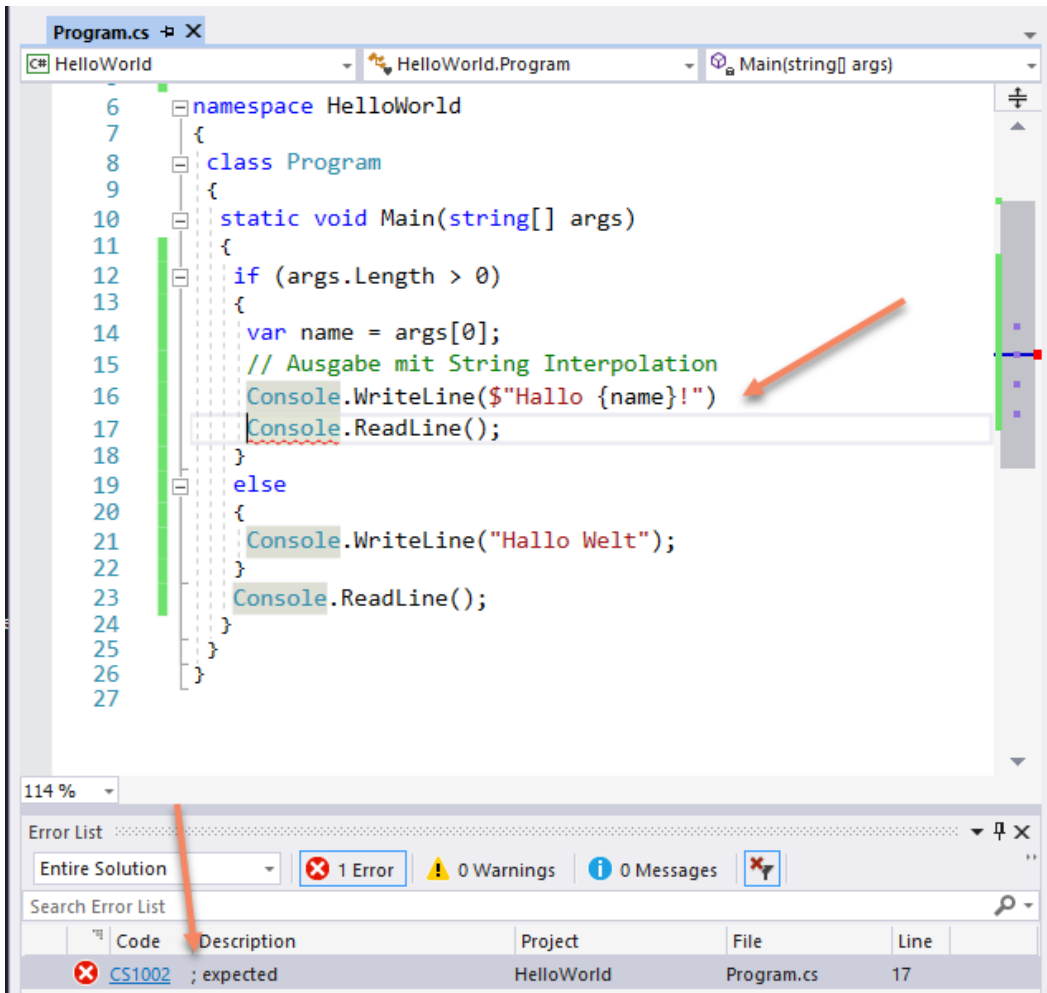 Program.cs
C# HelloWorld HelloWorld.Program Main(string[] args)
6 namespace HelloWorld
7 {
8 class Program
9 {
10 static void Main(string[] args)
11 {
12 if (args.Length > 0)
13 {
14 var name = args[0];
15 // Ausgabe mit String Interpolation
16 Console.WriteLine($"Hallo {name}!")
17 Console.ReadLine();
18 }
19 else
20 {
21 Console.WriteLine("Hallo Welt");
22 }
23 Console.ReadLine();
24 }
25 }
26 }
27
114 %
Error List
Entire Solution 1 Error 0 Warnings 0 Messages
Search Error List
Code Description Project File Line
CS1002 ; expected HelloWorld Program.cs 17